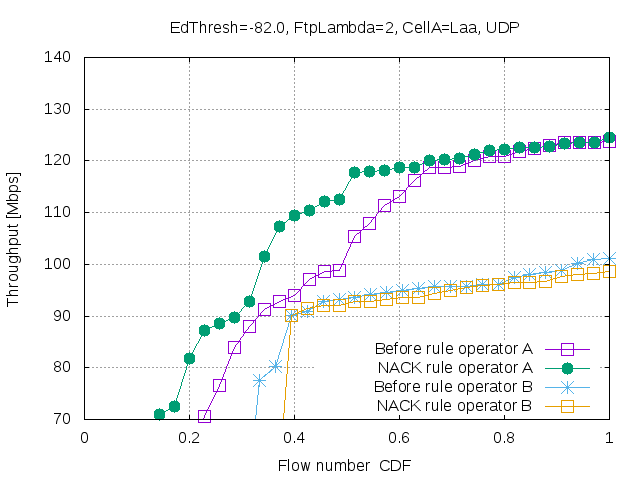 EdThresh=-82.0, FtpLambda=2, CellA=Laa, UDP
Throughput [Mbps]
140
130
120
110
100
90
80
70
Before rule operator A
NACK rule operator A
Before rule operator B
NACK rule operator B
0
0.2
0.4
0.6
0.8
1
Flow number CDF